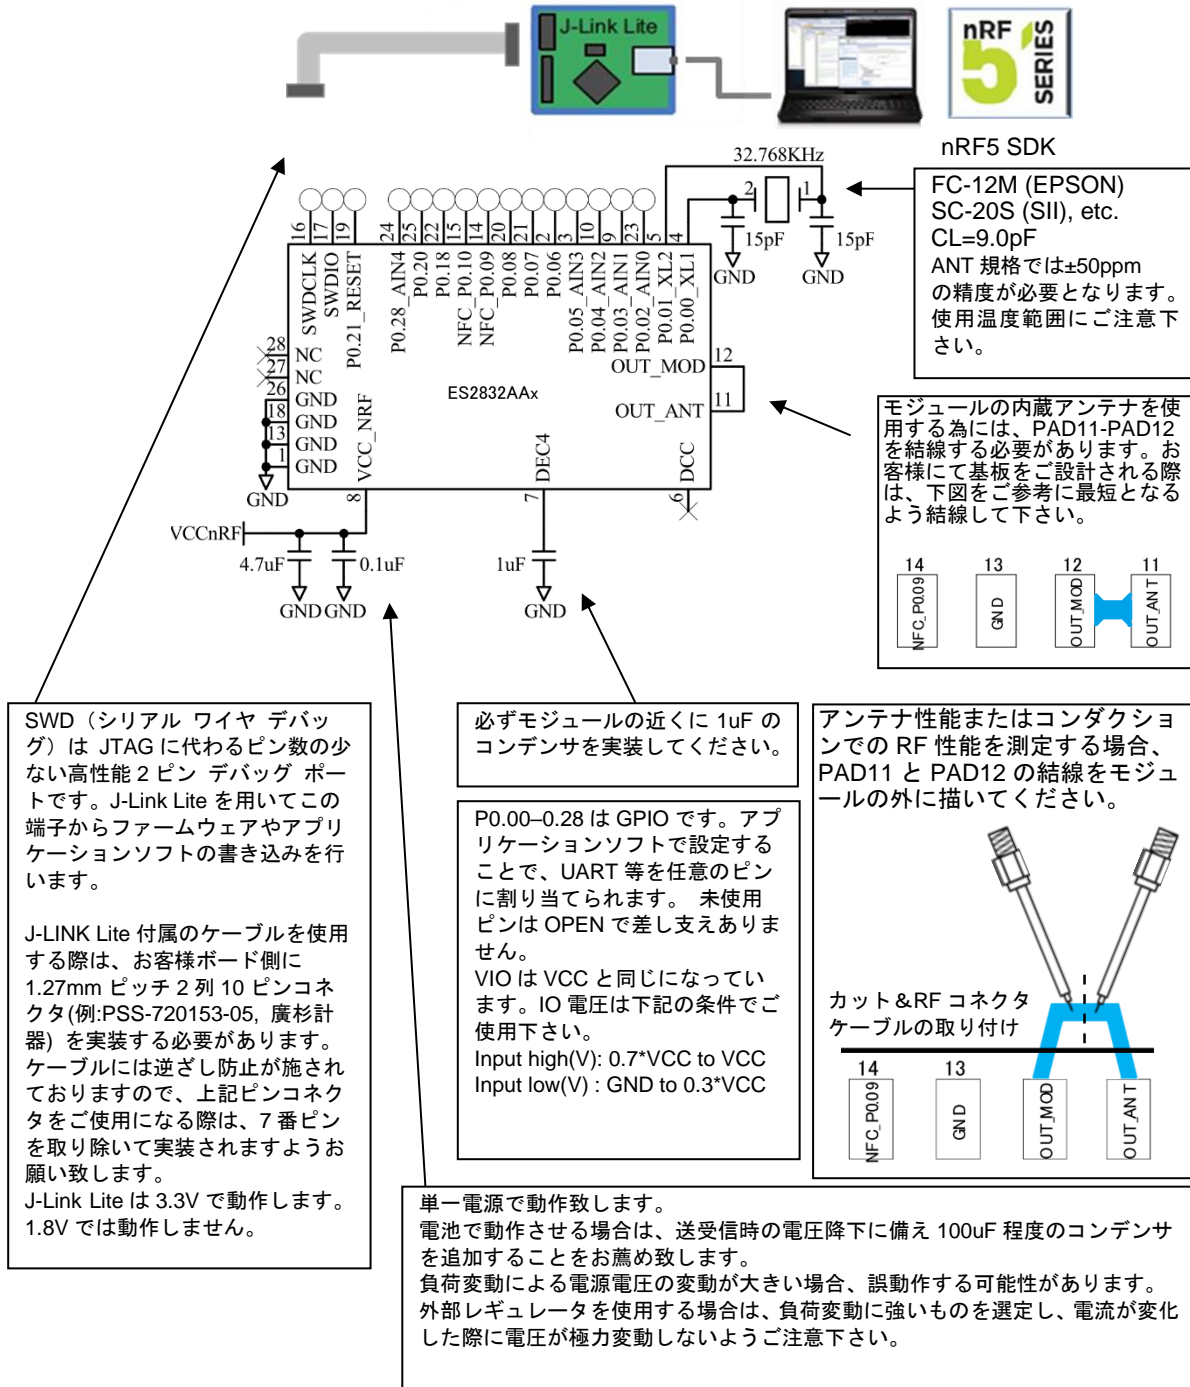 J-Link Lite
nRF
5
SERIES
nRF5 SDK
32.768KHz
2
1
15pF
15pF
GND
GND
FC-12M (EPSON)
SC-20S (SII), etc.
CL=9.0pF
ANT 規格では±50ppm
の精度が必要となります。
使用温度範囲にご注意下
さい。
16
17
19
24
25
22
15
14
20
21
2
3
10
9
23
5
4
SWDCLK
SWDIO
P0.21_RESET
P0.28_AIN4
P0.20
P0.18
NFC_P0.10
NFC_P0.09
P0.08
P0.07
P0.06
P0.05_AIN3
P0.04_AIN2
P0.03_AIN1
P0.02_AIN0
P0.01_XL2
P0.00_XL1
28
NC
27
NC
26
GND
18
GND
13
GND
1
GND
GND
ES2832AAx
OUT_MOD
12
OUT_ANT
11
VCC_NRF
DEC4
DCC
8
7
6
VCCnRF
4.7uF
0.1uF
1uF
GND
GND
GND
モジュールの内蔵アンテナを使
用する為には、PAD11-PAD12
を結線する必要があります。お
客様にて基板をご設計される際
は、下図をご参考に最短となる
よう結線して下さい。
14
13
12
11
NFC_P0.09
GND
OUT_MOD
OUT_ANT
SWD（シリアル ワイヤ デバッ
グ）は JTAG に代わるピン数の少
ない高性能 2 ピン デバッグ ポー
トです。J-Link Lite を用いてこの
端子からファームウェアやアプリ
ケーションソフトの書き込みを行
います。
J-LINK Lite 付属のケーブルを使用
する際は、お客様ボード側に
1.27mm ピッチ 2 列 10 ピンコネ
クタ(例:PSS-720153-05, 廣杉計
器) を実装する必要があります。
ケーブルには逆ざし防止が施され
ておりますので、上記ピンコネク
タをご使用になる際は、7 番ピン
を取り除いて実装されますようお
願い致します。
J-Link Lite は 3.3V で動作します。
1.8V では動作しません。
必ずモジュールの近くに 1uF の
コンデンサを実装してください。
P0.00–0.28 は GPIO です。アプ
リケーションソフトで設定する
ことで、UART 等を任意のピン
に割り当てられます。 未使用
ピンは OPEN で差し支えありま
せん。
VIO は VCC と同じになってい
ます。IO 電圧は下記の条件でご
使用下さい。
Input high(V): 0.7*VCC to VCC
Input low(V) : GND to 0.3*VCC
アンテナ性能またはコンダクショ
ンでの RF 性能を測定する場合、
PAD11 と PAD12 の結線をモジュ
ールの外に描いてください。
カット＆RF コネクタ
ケーブルの取り付け
14
13
NFC_P0.09
GND
OUT_MOD
OUT_ANT
単一電源で動作致します。
電池で動作させる場合は、送受信時の電圧降下に備え 100uF 程度のコンデンサ
を追加することをお薦め致します。
負荷変動による電源電圧の変動が大きい場合、誤動作する可能性があります。
外部レギュレータを使用する場合は、負荷変動に強いものを選定し、電流が変化
した際に電圧が極力変動しないようご注意下さい。